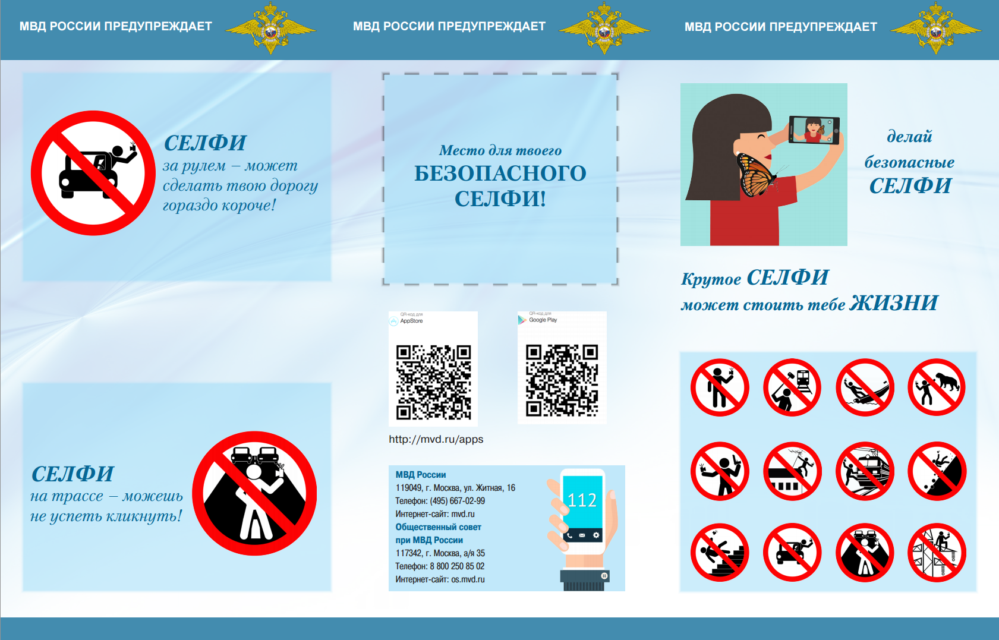 МВД РОССИИ ПРЕДУПРЕЖДАЕТ
СЕЛФИ
за рулем – может
сделать твою дорогу
гораздо короче!
СЕЛФИ
на трассе – можешь
не успеть кликнуть!
МВД РОССИИ ПРЕДУПРЕЖДАЕТ
Место для твоего
БЕЗОПАСНОГО
СЕЛФИ!
QR-код для
AppStore
QR-код для
Google Play
http://mvd.ru/apps
МВД России
119049, г. Москва, ул. Житная, 16
Телефон: (495) 667-02-99
Интернет-сайт: mvd.ru
Общественный совет
при МВД России
117342, г. Москва, а/я 35
Телефон: 8 800 250 85 02
Интернет-сайт: os.mvd.ru
112
МВД РОССИИ ПРЕДУПРЕЖДАЕТ
делай
безопасные
СЕЛФИ
Крутое СЕЛФИ
может стоить тебе ЖИЗНИ